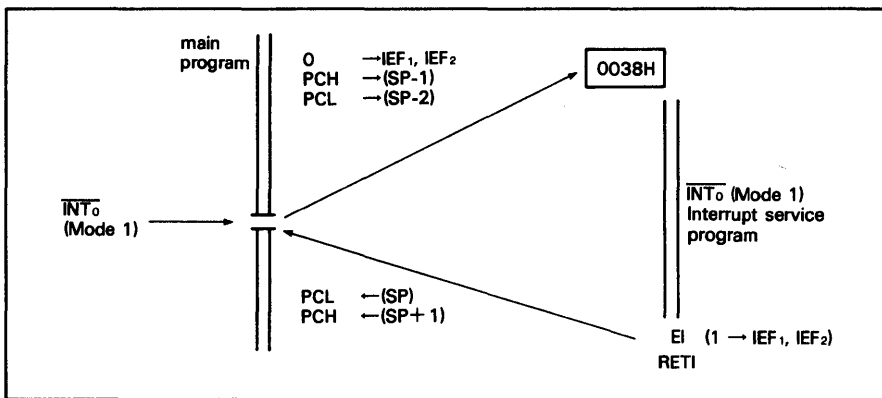 main
program
O →IEF₁, IEF₂
PCH →(SP-1)
PCL →(SP-2)
0038H
INT₀
(Mode 1)
INT₀ (Mode 1)
Interrupt service
program
PCL ←(SP)
PCH ←(SP+1)
EI (1 → IEF₁, IEF₂)
RETI